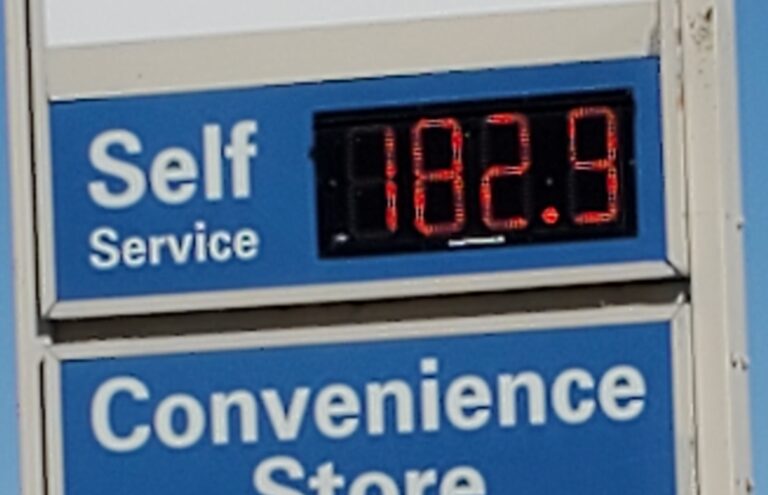 Self
Service
182.9
Convenience
Store